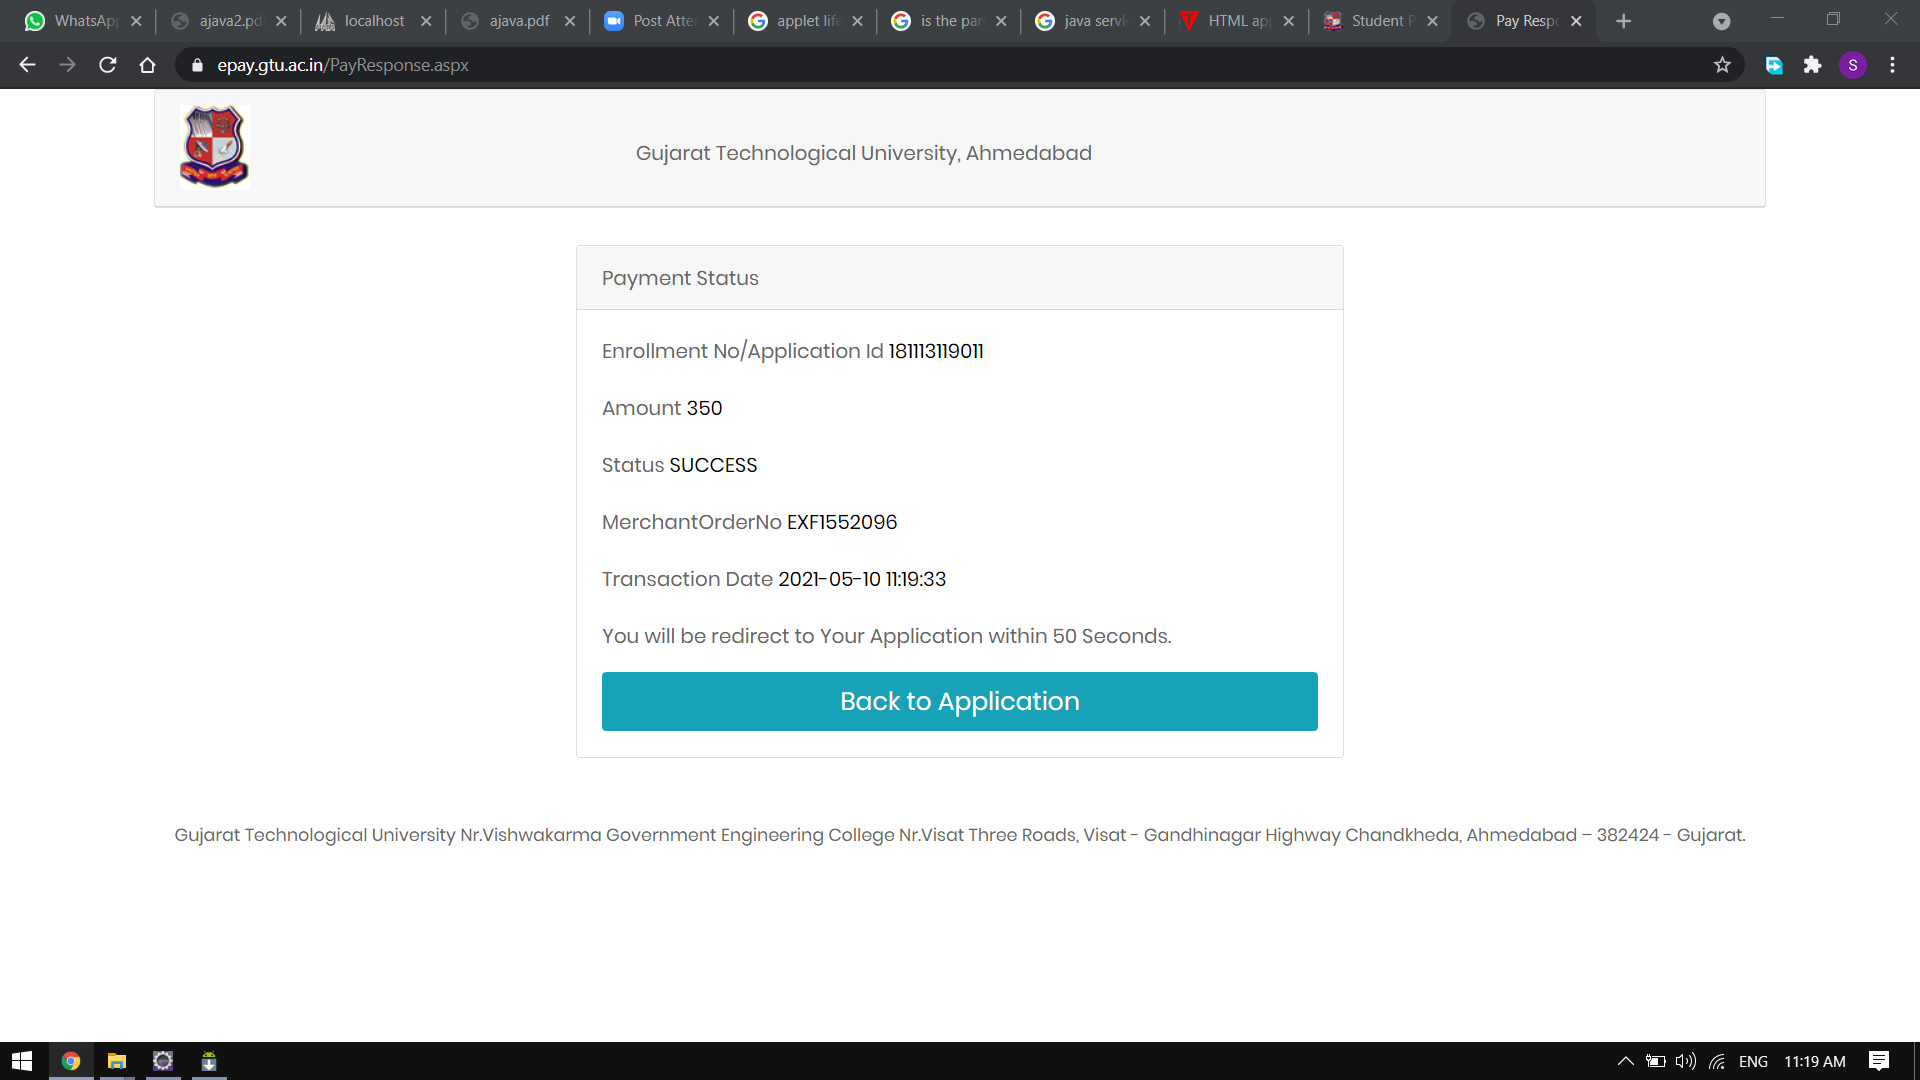 WhatsApp
ajava2.pd
localhost
ajava.pdf
Post Atter
applet life
is the par
java servle
HTML app
Student P
Pay Respo
epay.gtu.ac.in/PayResponse.aspx
S
Gujarat Technological University, Ahmedabad
Payment Status
Enrollment No/Application Id 181113119011
Amount 350
Status SUCCESS
MerchantOrderNo EXF1552096
Transaction Date 2021-05-10 11:19:33
You will be redirect to Your Application within 50 Seconds.
Back to Application
Gujarat Technological University Nr.Vishwakarma Government Engineering College Nr.Visat Three Roads, Visat - Gandhinagar Highway Chandkheda, Ahmedabad – 382424 - Gujarat.
ENG
11:19 AM